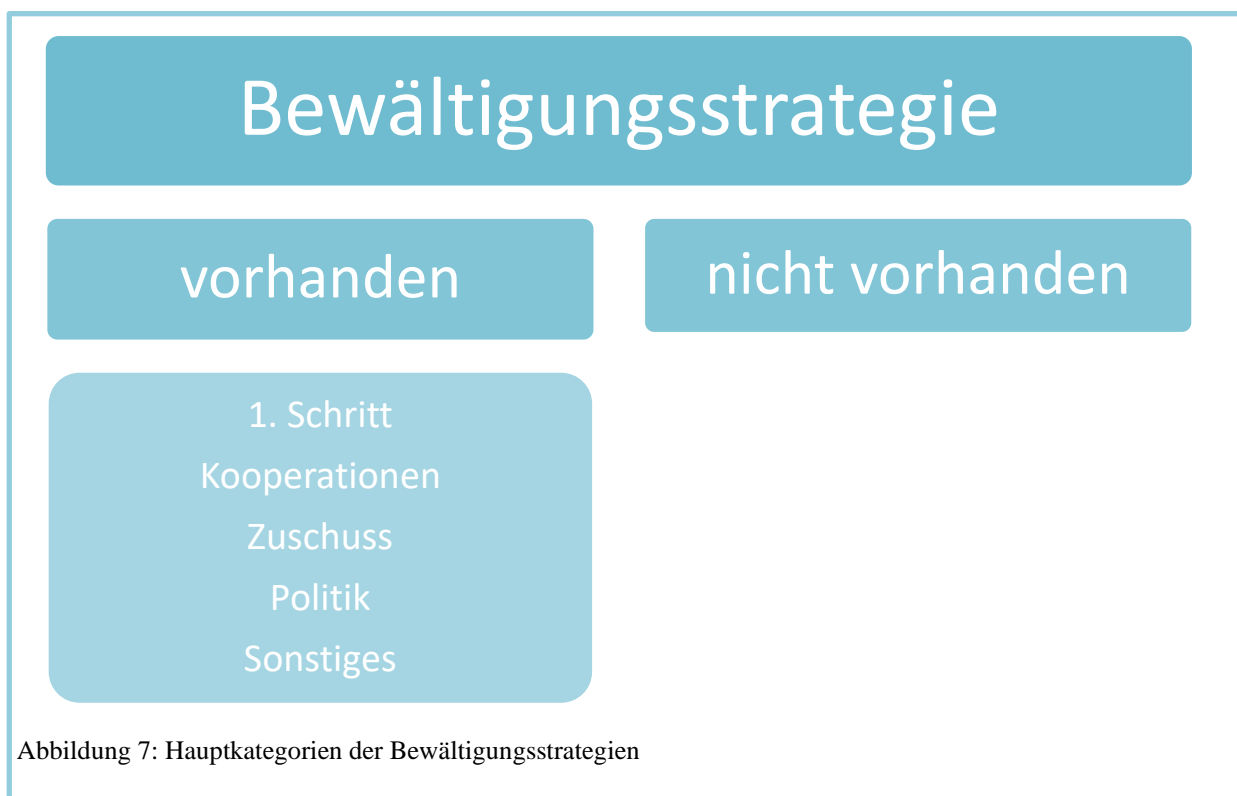 Bewältigungsstrategie
vorhanden
nicht vorhanden
1. Schritt
Kooperationen
Zuschuss
Politik
Sonstiges
Abbildung 7: Hauptkategorien der Bewältigungsstrategien